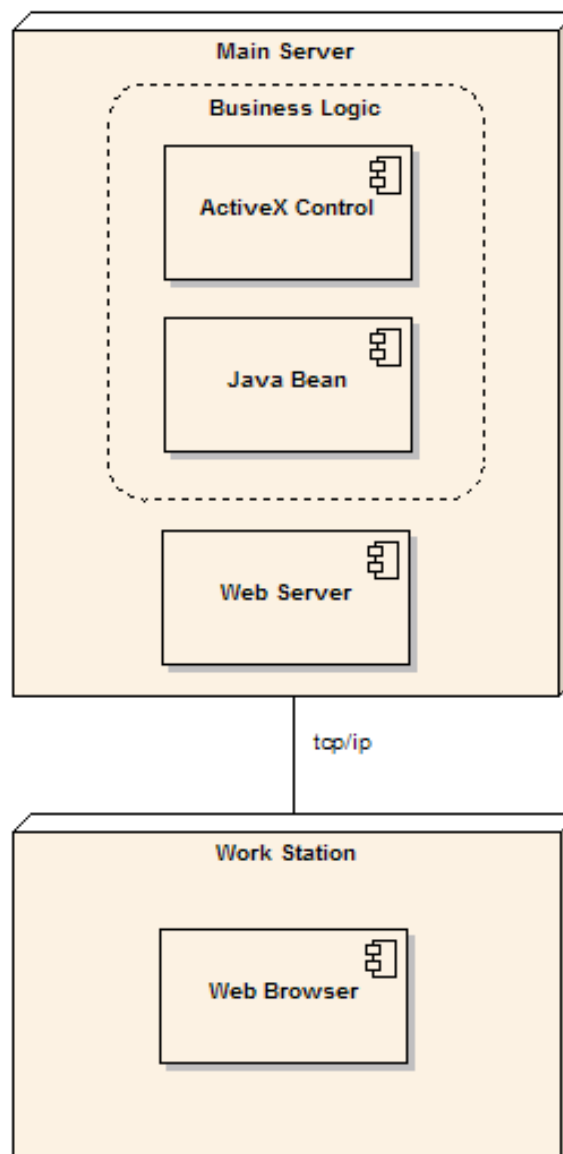 Main Server
Business Logic
ActiveX Control
Java Bean
Web Server
tcp/ip
Work Station
Web Browser